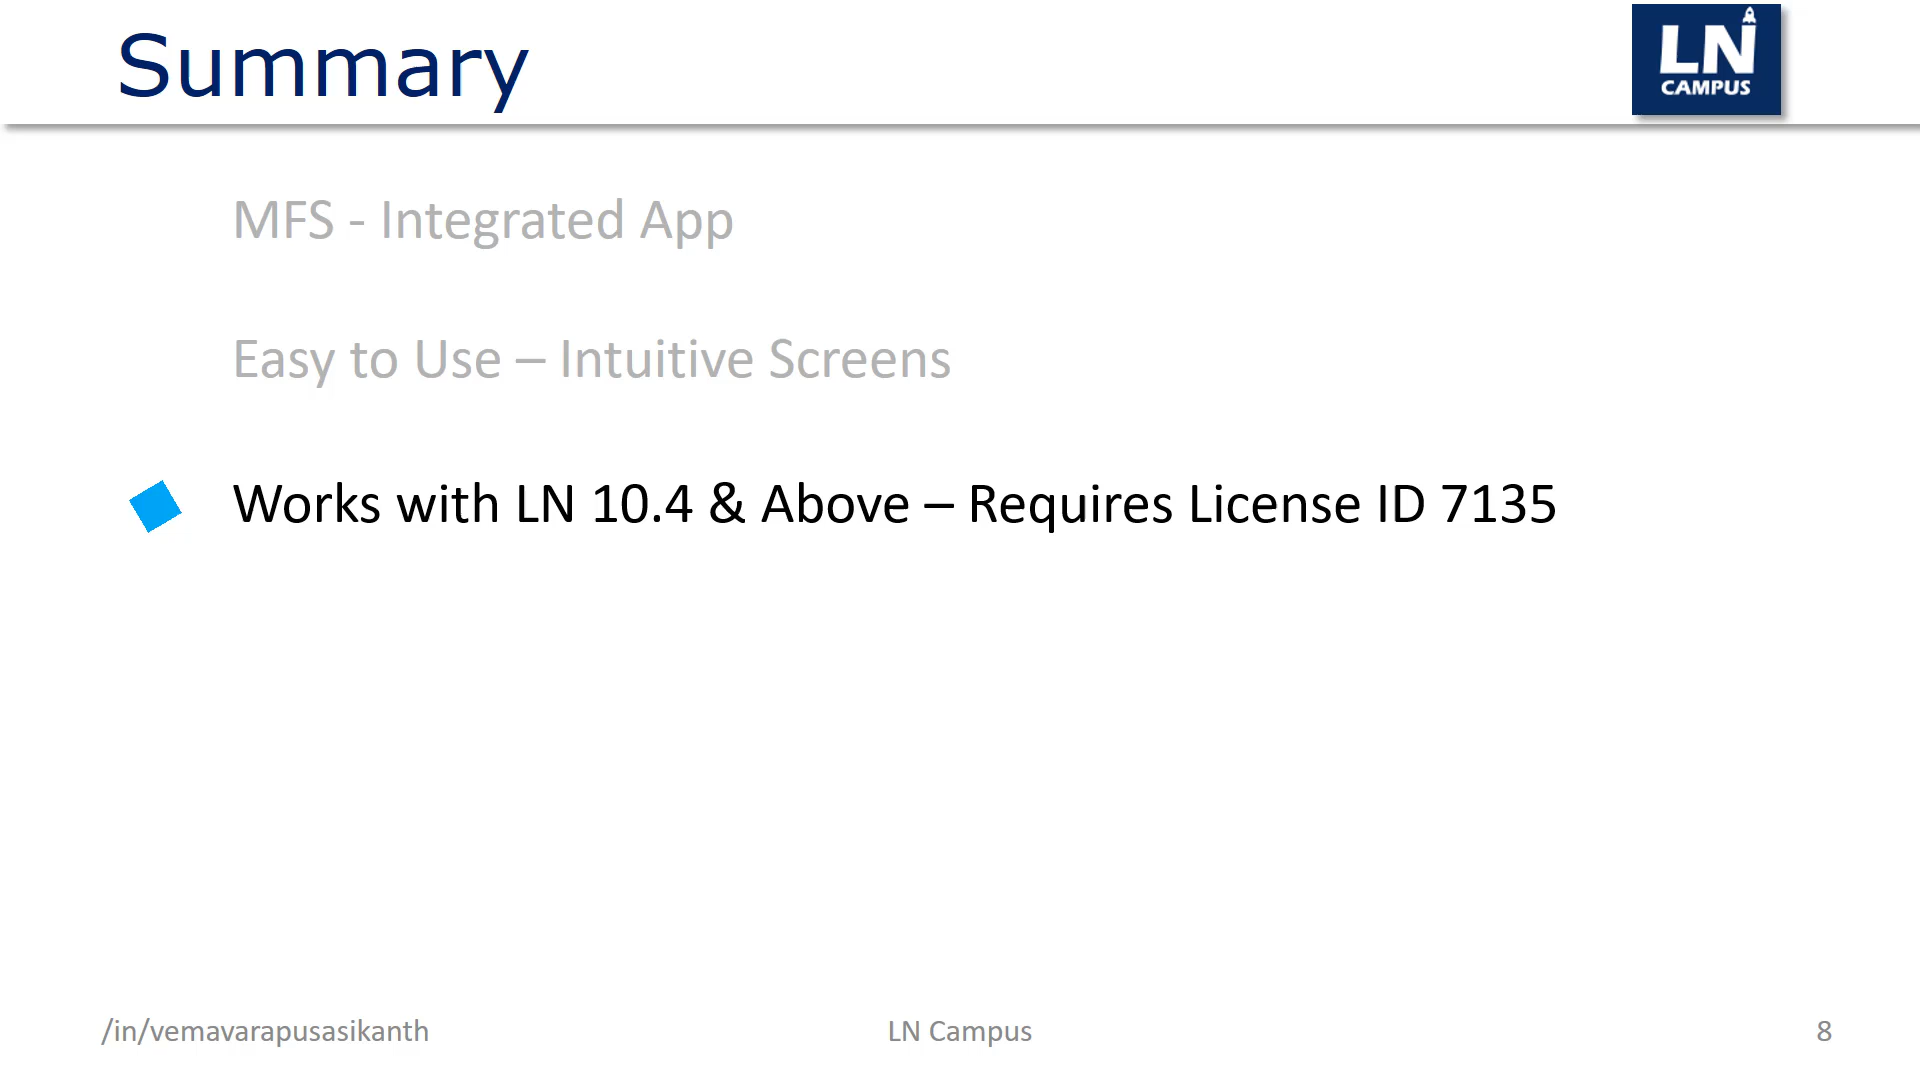 Summary
LN
CAMPUS
MFS - Integrated App
Easy to Use – Intuitive Screens
Works with LN 10.4 & Above – Requires License ID 7135
/in/vemavarapusasikanth
LN Campus
8